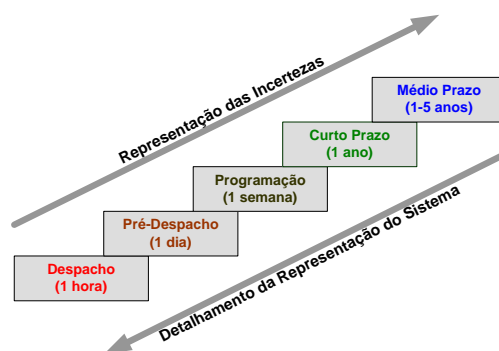 Representação das Incertezas
Médio Prazo
(1-5 anos)
Curto Prazo
(1 ano)
Programação
(1 semana)
Pré-Despacho
(1 dia)
Despacho
(1 hora)
Detalhamento da Representação do Sistema